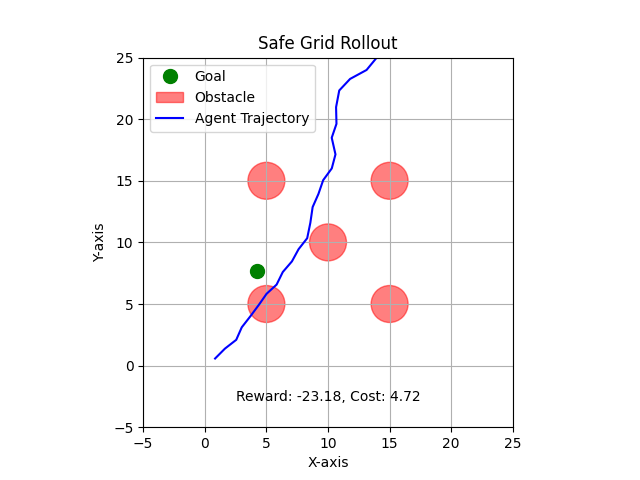 Safe Grid Rollout
Goal
Obstacle
Agent Trajectory
25
20
15
10
5
0
−5
Y-axis
Reward: -23.18, Cost: 4.72
−5
0
5
10
15
20
25
X-axis